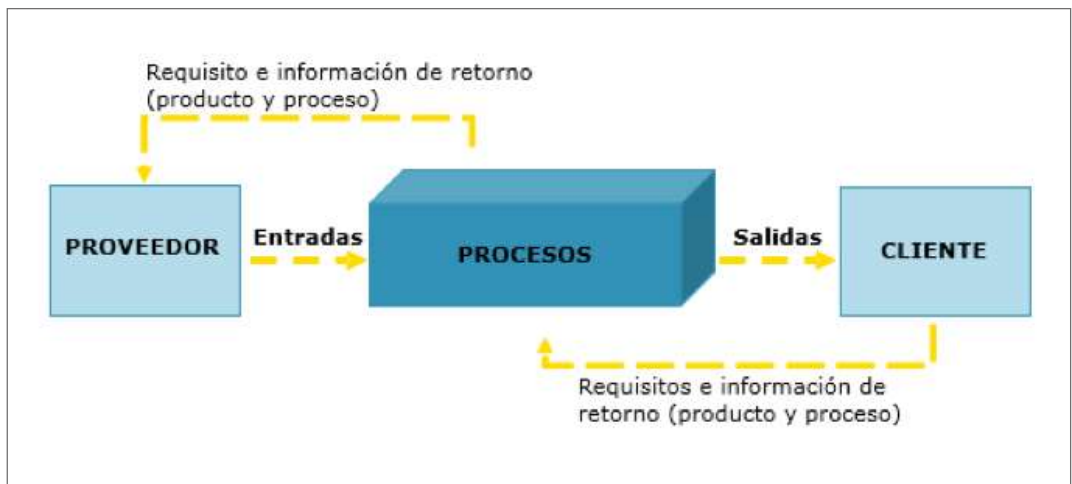 Requisito e información de retorno
(producto y proceso)
PROVEEDOR
Entradas
PROCESOS
Salidas
CLIENTE
Requisitos e información de
retorno (producto y proceso)